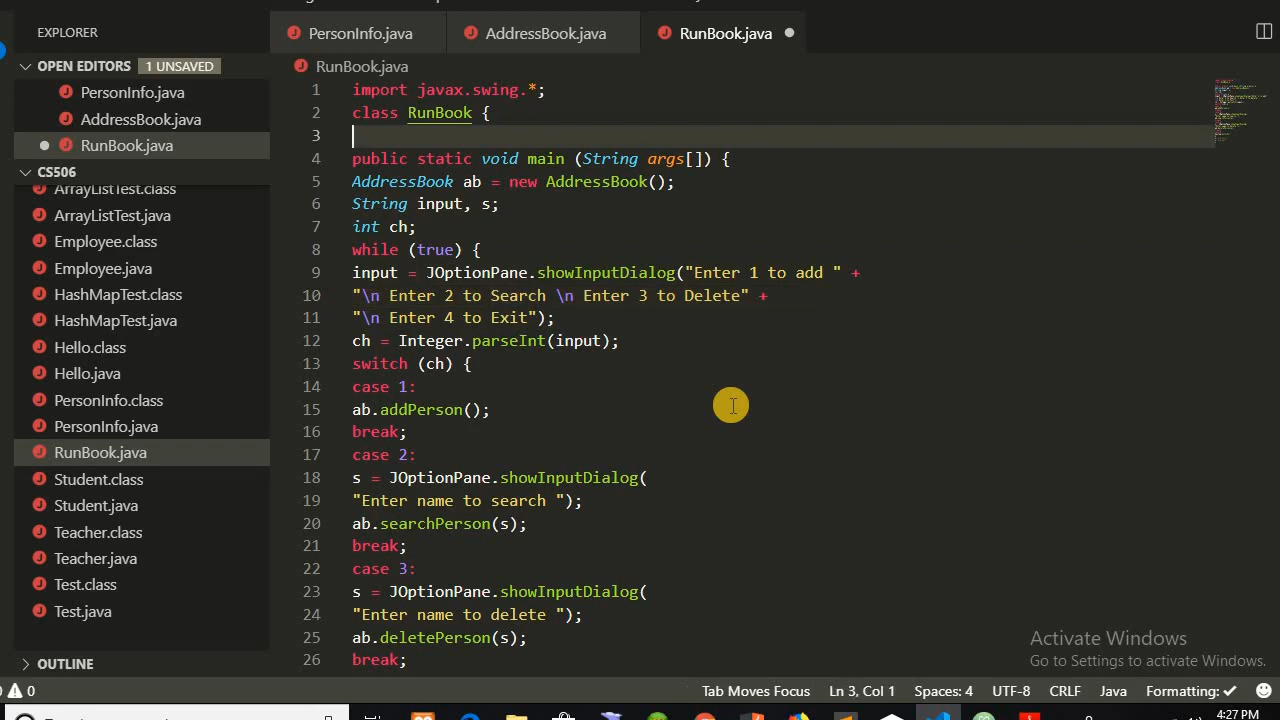 EXPLORER
OPEN EDITORS 1 UNSAVED
PersonInfo.java
AddressBook.java
RunBook.java
CS506
ArrayListTest.class
ArrayListTest.java
Employee.class
Employee.java
HashMapTest.class
HashMapTest.java
Hello.class
Hello.java
PersonInfo.class
PersonInfo.java
RunBook.java
Student.class
Student.java
Teacher.class
Teacher.java
Test.class
Test.java
OUTLINE
PersonInfo.java AddressBook.java RunBook.java
RunBook.java
1 import javax.swing.*;
2 class RunBook {
3
4 public static void main (String args[]) {
5 AddressBook ab = new AddressBook();
6 String input, s;
7 int ch;
8 while (true) {
9 input = JOptionPane.showInputDialog("Enter 1 to add " +
10 "\n Enter 2 to Search \n Enter 3 to Delete" +
11 "\n Enter 4 to Exit");
12 ch = Integer.parseInt(input);
13 switch (ch) {
14 case 1:
15 ab.addPerson();
16 break;
17 case 2:
18 s = JOptionPane.showInputDialog(
19 "Enter name to search ");
20 ab.searchPerson(s);
21 break;
22 case 3:
23 s = JOptionPane.showInputDialog(
24 "Enter name to delete ");
25 ab.deletePerson(s);
26 break;
Activate Windows
Go to Settings to activate Windows.
0 Tab Moves Focus Ln 3, Col 1 Spaces: 4 UTF-8 CRLF Java Formatting: ✓
4:27 PM